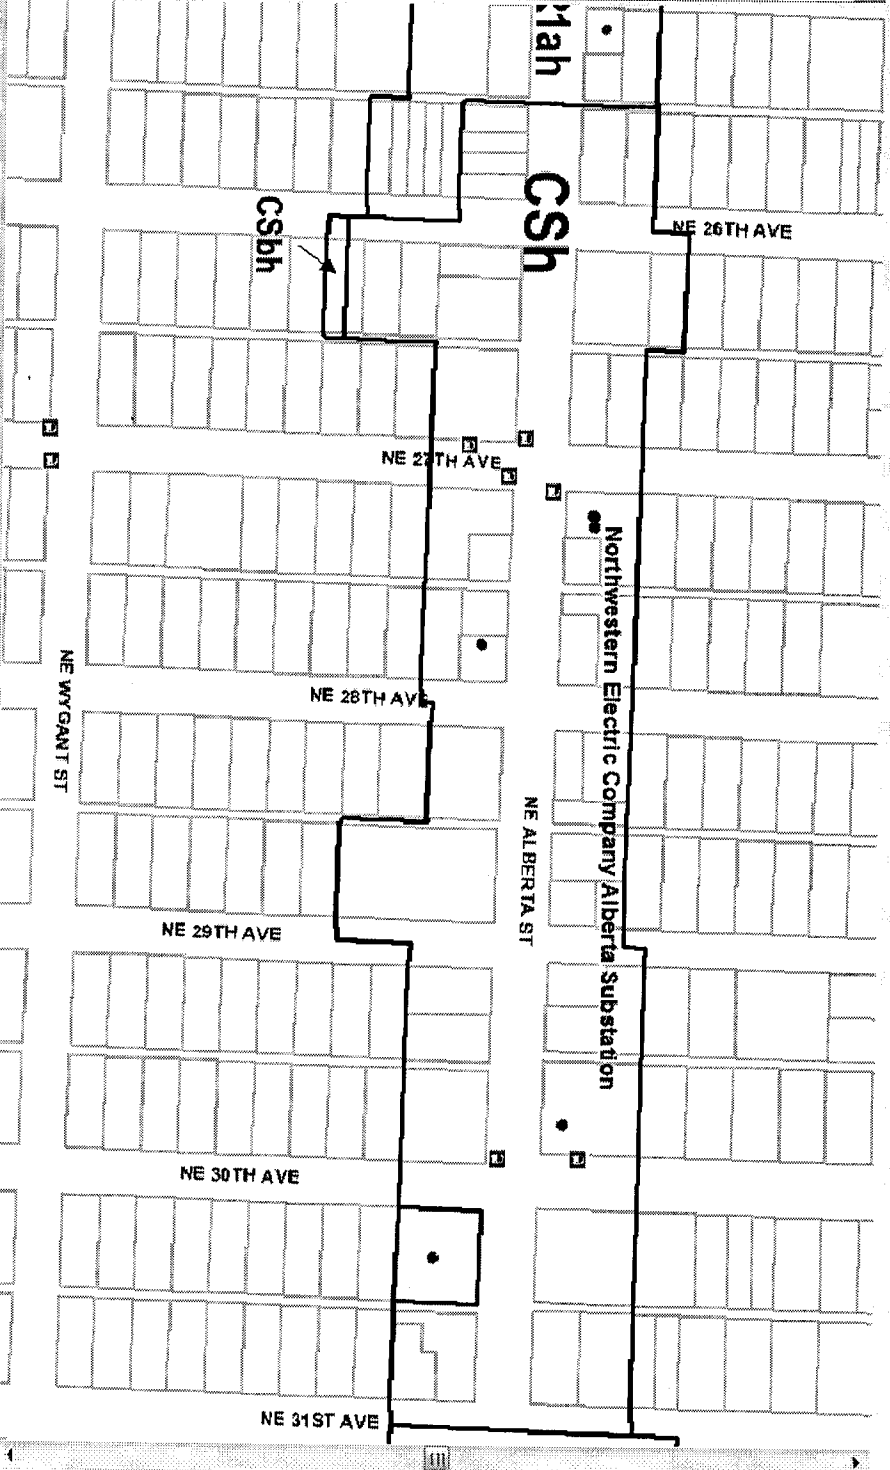 R1ah
CSh
CSbh
NE 26TH AVE
NE 27TH AVE
Northwestern Electric Company Alberta Substation
NE WYGANT ST
NE 28TH AVE
NE ALBERTA ST
NE 29TH AVE
NE 30TH AVE
NE 31ST AVE